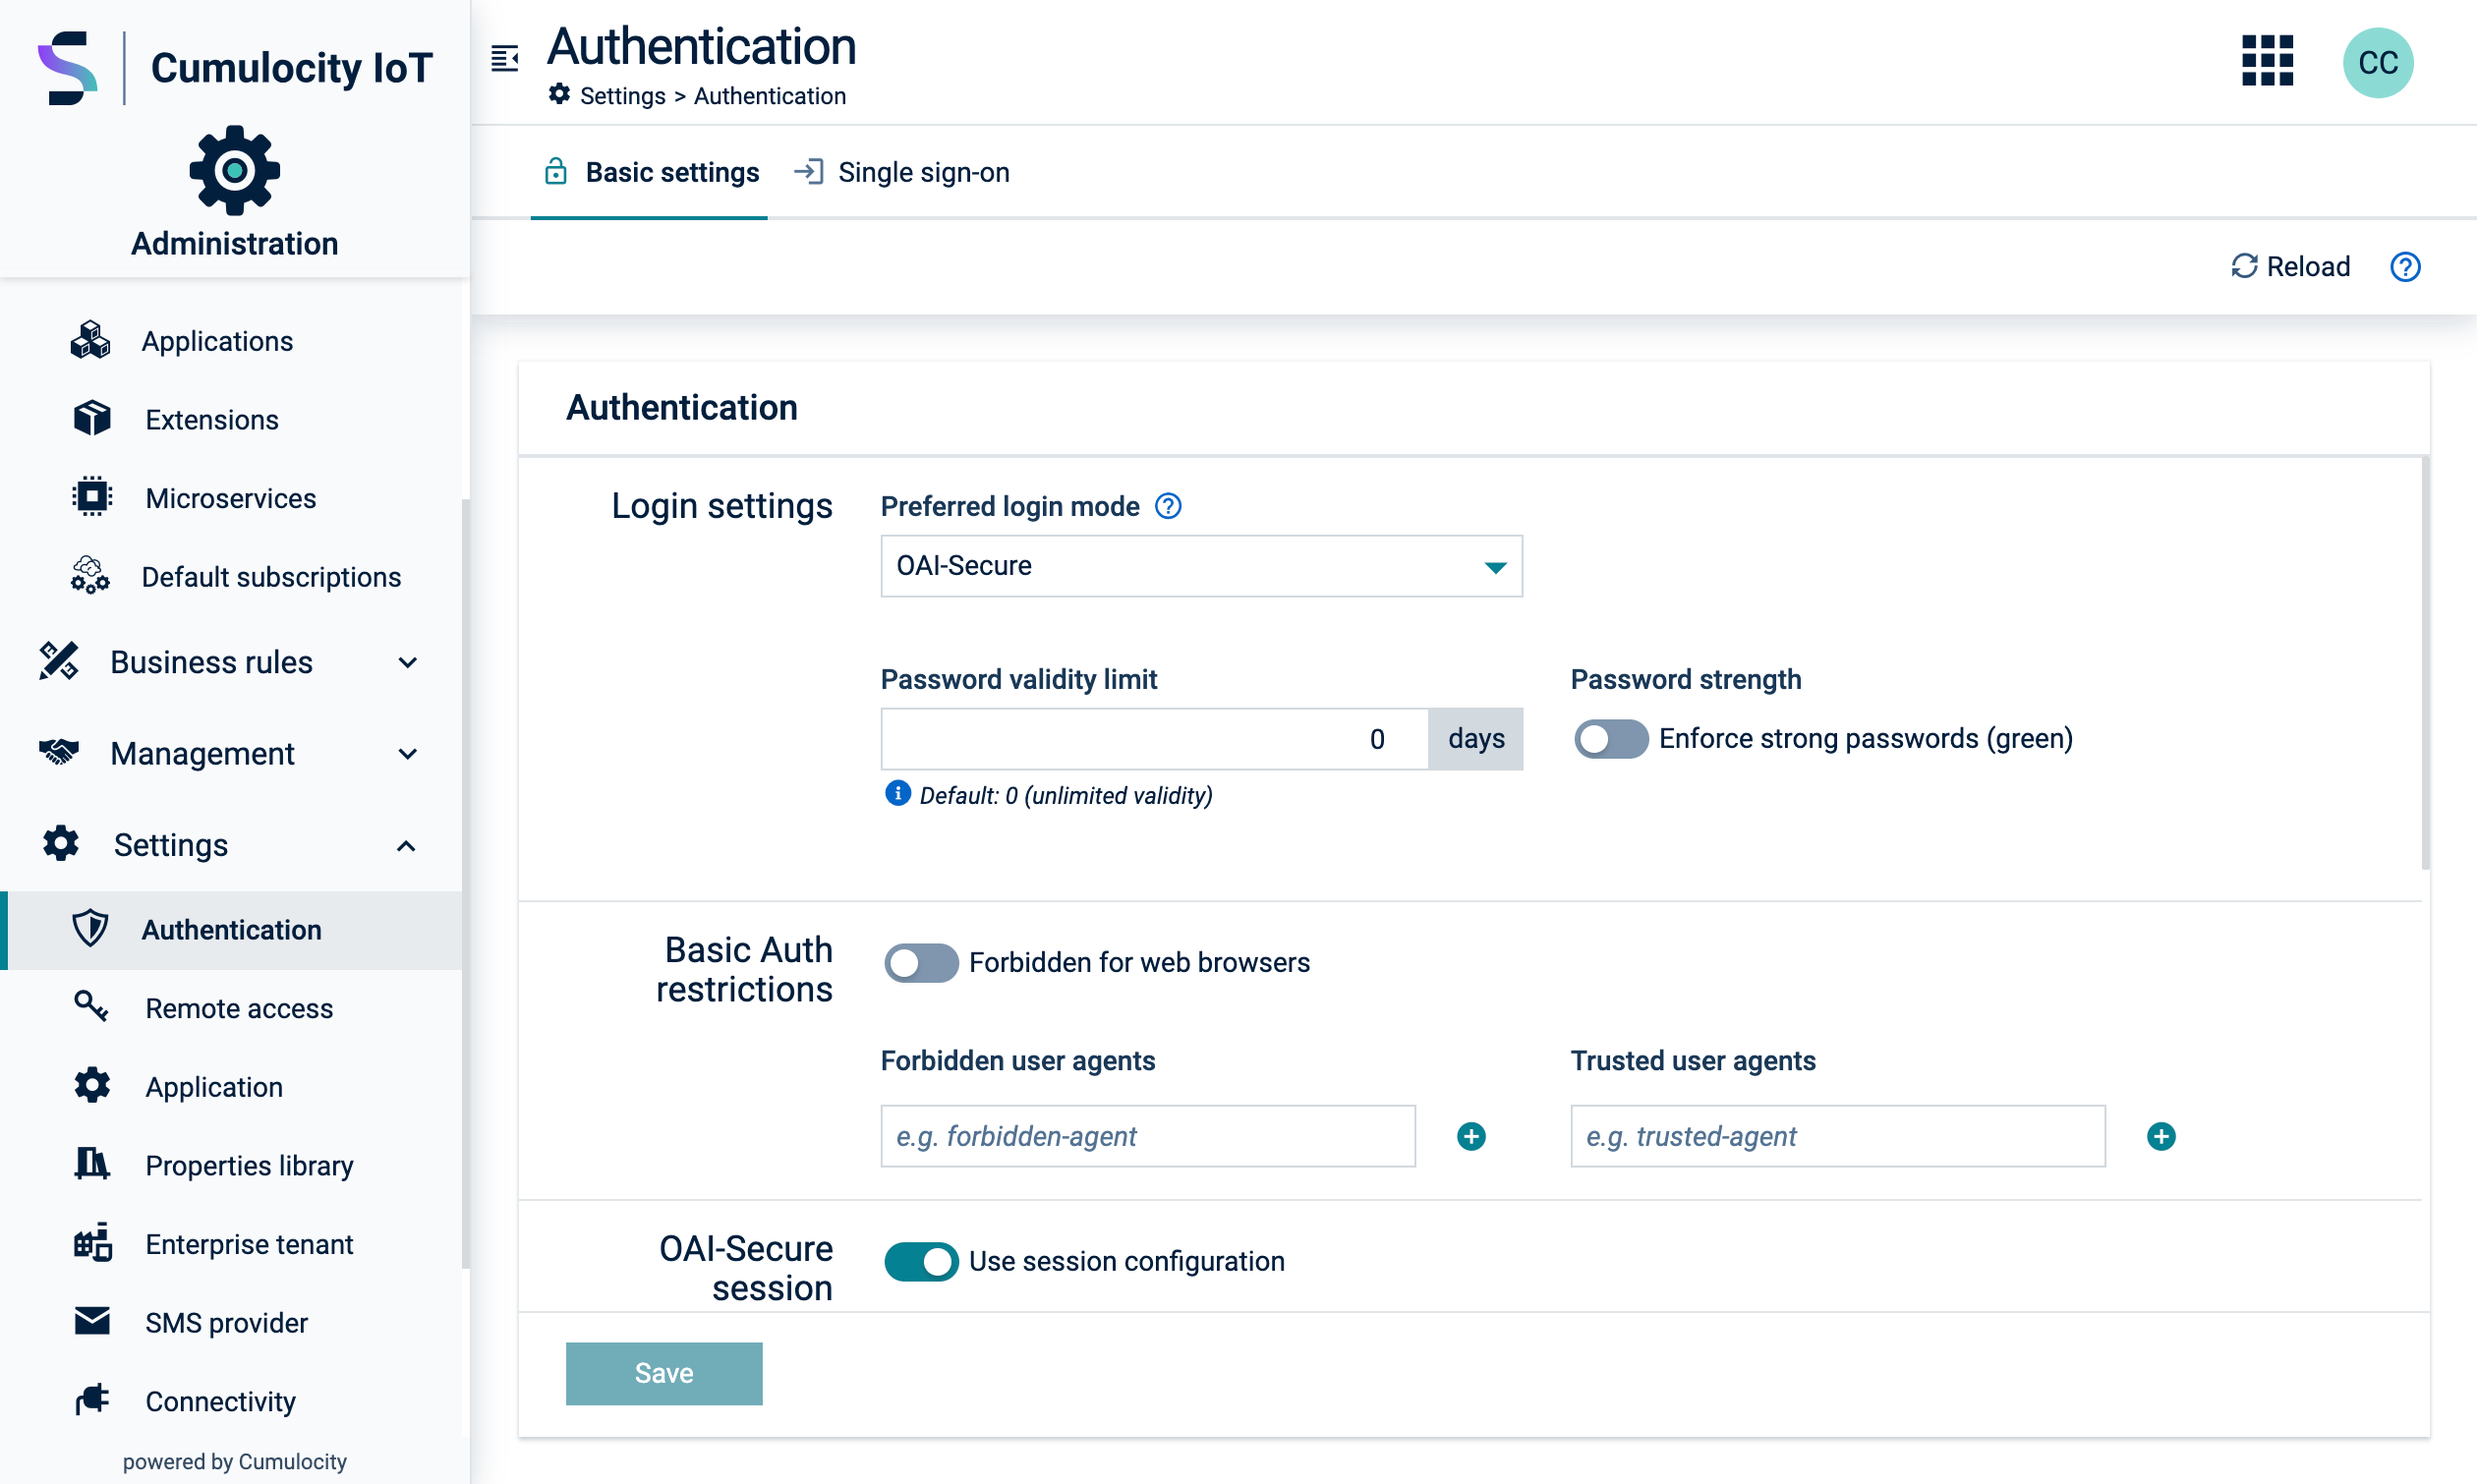 Cumulocity IoT
Administration
Applications
Extensions
Microservices
Default subscriptions
Business rules
Management
Settings
Authentication
Remote access
Application
Properties library
Enterprise tenant
SMS provider
Connectivity
powered by Cumulocity
Authentication
Settings > Authentication
CC
Basic settings
Single sign-on
Reload
Authentication
Login settings
Preferred login mode
OAI-Secure
Password validity limit
0 days
Default: 0 (unlimited validity)
Password strength
Enforce strong passwords (green)
Basic Auth
restrictions
Forbidden for web browsers
Forbidden user agents
e.g. forbidden-agent
Trusted user agents
e.g. trusted-agent
OAI-Secure
session
Use session configuration
Save